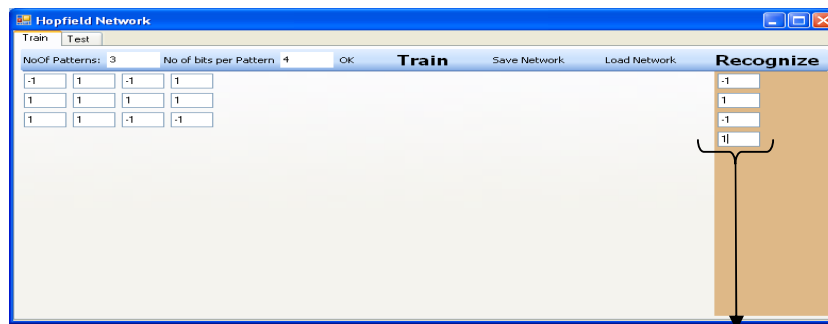 Hopfield Network
Train Test
NoOf Patterns: 3 No of bits per Pattern 4 OK Train Save Network Load Network Recognize
-1 1 -1 1 -1
1 1 1 1 1
1 1 -1 -1 -1
1